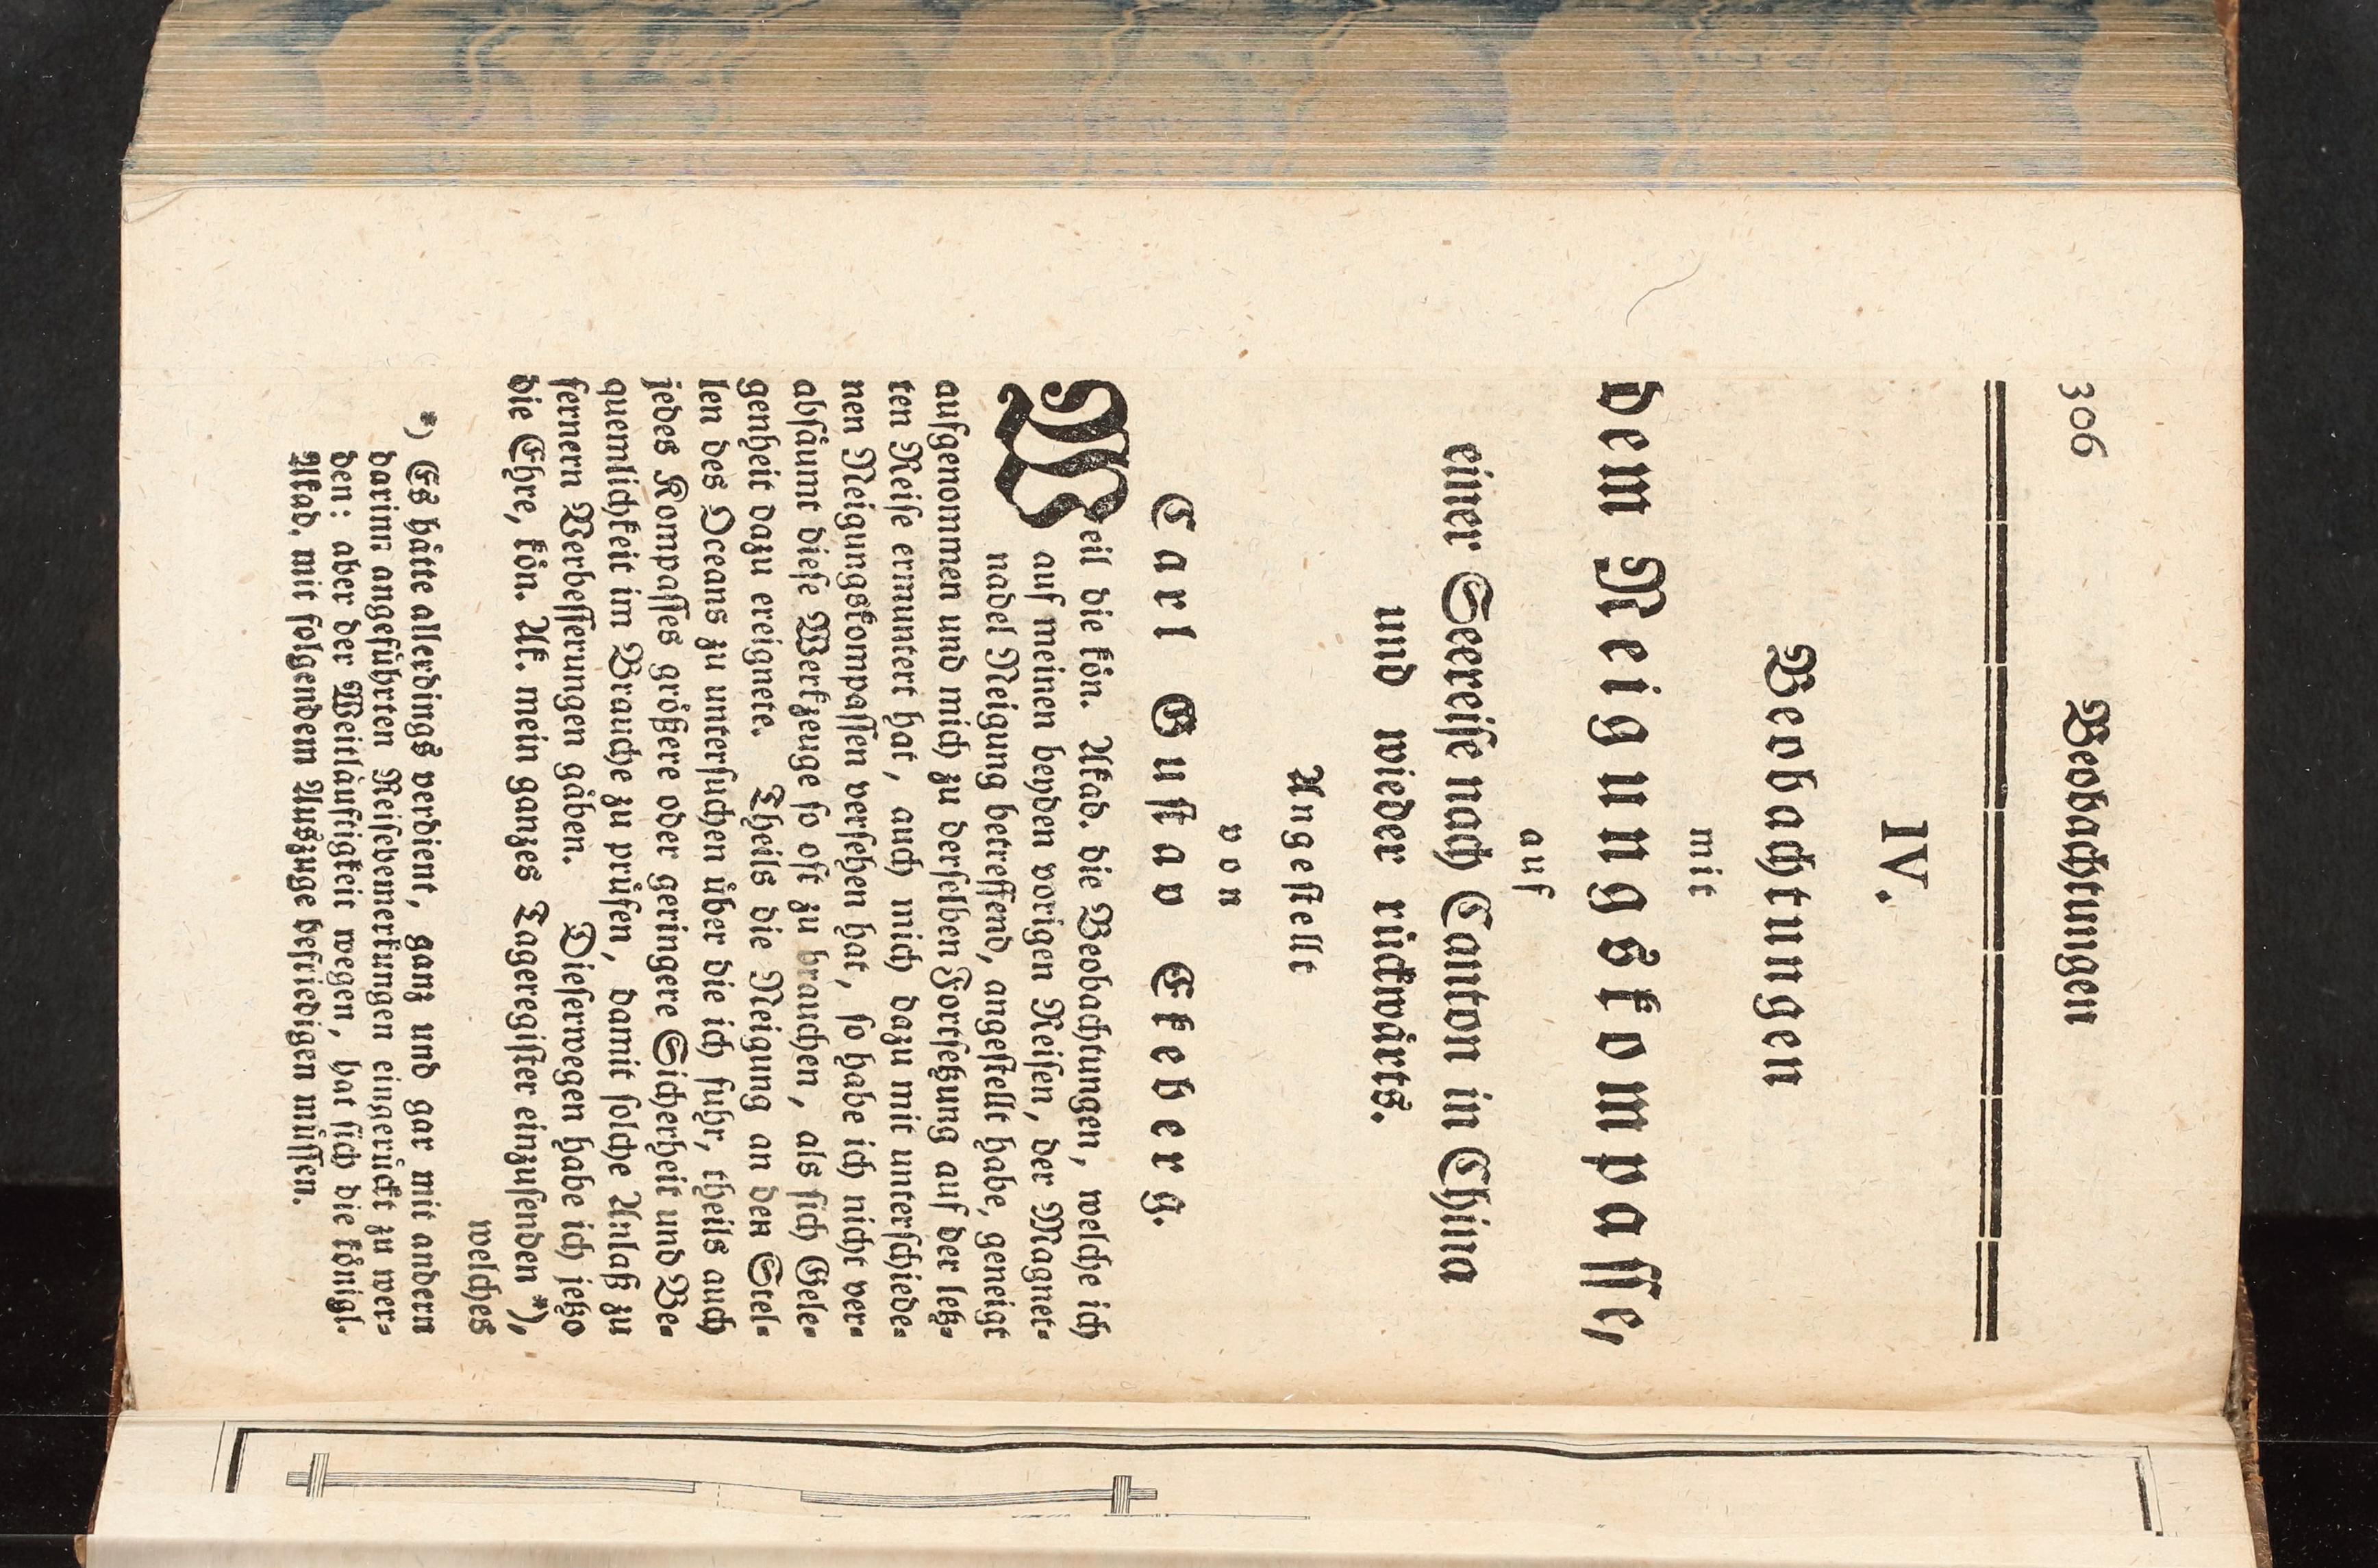 306 Beobachtungen
IV.
Beobachtungen
mit
dem Neigungskompasse,
auf
einer Seereise nach Canton in China
und wieder rückwärts.
Angestellt
von
Carl Gustav Ekeberg.
Weil die kön. Akad. die Beobachtungen, welche ich
auf meinen beyden vorigen Reisen, der Magnet-
nadel Neigung betreffend, angestellt habe, geneigt
aufgenommen und mich zu derselben Fortsetzung auf der letz-
ten Reise ermuntert hat, auch mich dazu mit unterschiede-
nen Neigungskompassen versehen hat, so habe ich nicht ver-
absäumt diese Werkzeuge so oft zu brauchen, als sich Gele-
genheit dazu ereignete. Theils die Neigung an den Stel-
len des Oceans zu untersuchen über die ich fuhr, theils auch
jedes Kompasses größere oder geringere Sicherheit und Be-
quemlichkeit im Brauche zu prüfen, damit solche Anlaß zu
fernern Verbesserungen gäben. Dieserwegen habe ich jetzo
die Ehre, kön. Ak. mein ganzes Tageregister einzusenden *),
welches
*) Es hätte allerdings verdient, ganz und gar mit andern
darinn angeführten Reisebemerkungen eingerückt zu wer-
den: aber der Weitläuftigkeit wegen, hat sich die königl.
Akad. mit folgendem Auszuge befriedigen müssen.